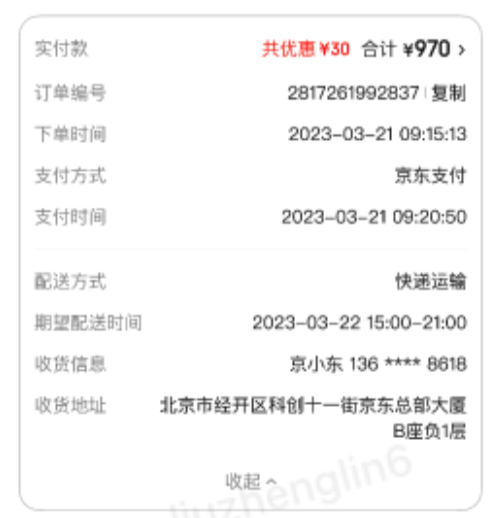 实付款 共优惠 ¥30 合计 ¥970 >
订单编号 2817261992837 | 复制
下单时间 2023-03-21 09:15:13
支付方式 京东支付
支付时间 2023-03-21 09:20:50
配送方式 快递运输
期望配送时间 2023-03-22 15:00-21:00
收货信息 京小东 136 **** 8618
收货地址 北京市经开区科创十一街京东总部大厦
B座负1层
收起
liuzhenglin6